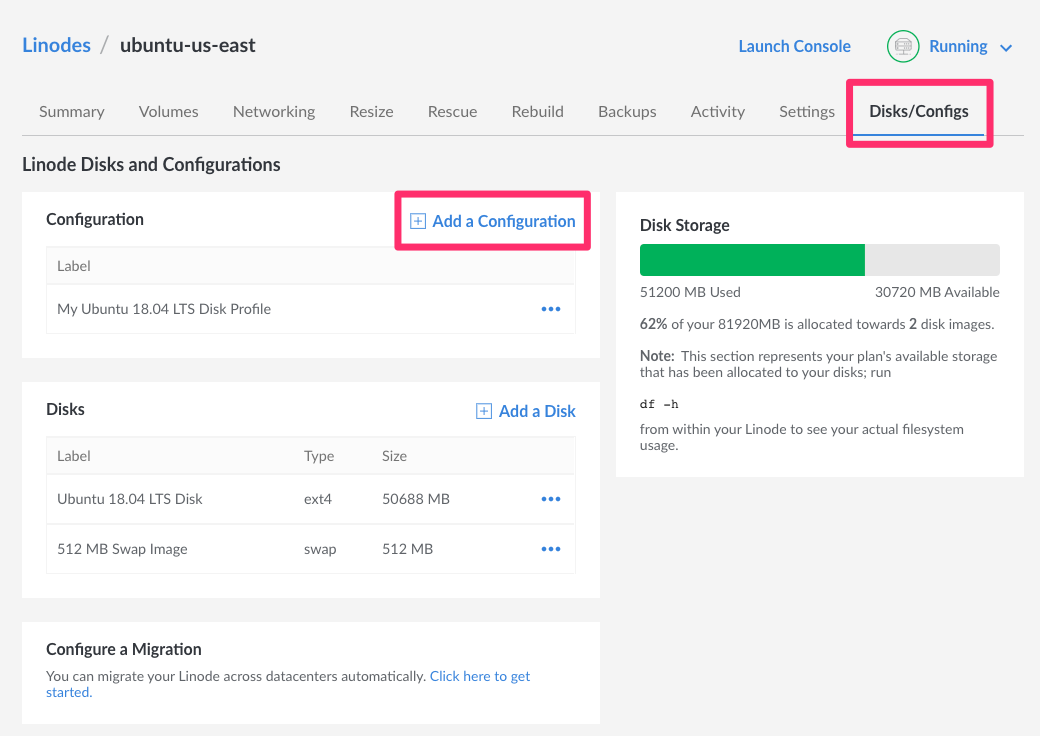 Linodes / ubuntu-us-east
Launch Console
Running
Summary
Volumes
Networking
Resize
Rescue
Rebuild
Backups
Activity
Settings
Disks/Configs
Linode Disks and Configurations
Configuration
Add a Configuration
Label
My Ubuntu 18.04 LTS Disk Profile
Disks
Add a Disk
Label Type Size
Ubuntu 18.04 LTS Disk ext4 50688 MB
512 MB Swap Image swap 512 MB
Configure a Migration
You can migrate your Linode across datacenters automatically. Click here to get
started.
Disk Storage
51200 MB Used 30720 MB Available
62% of your 81920MB is allocated towards 2 disk images.
Note: This section represents your plan's available storage
that has been allocated to your disks; run
df -h
from within your Linode to see your actual filesystem
usage.